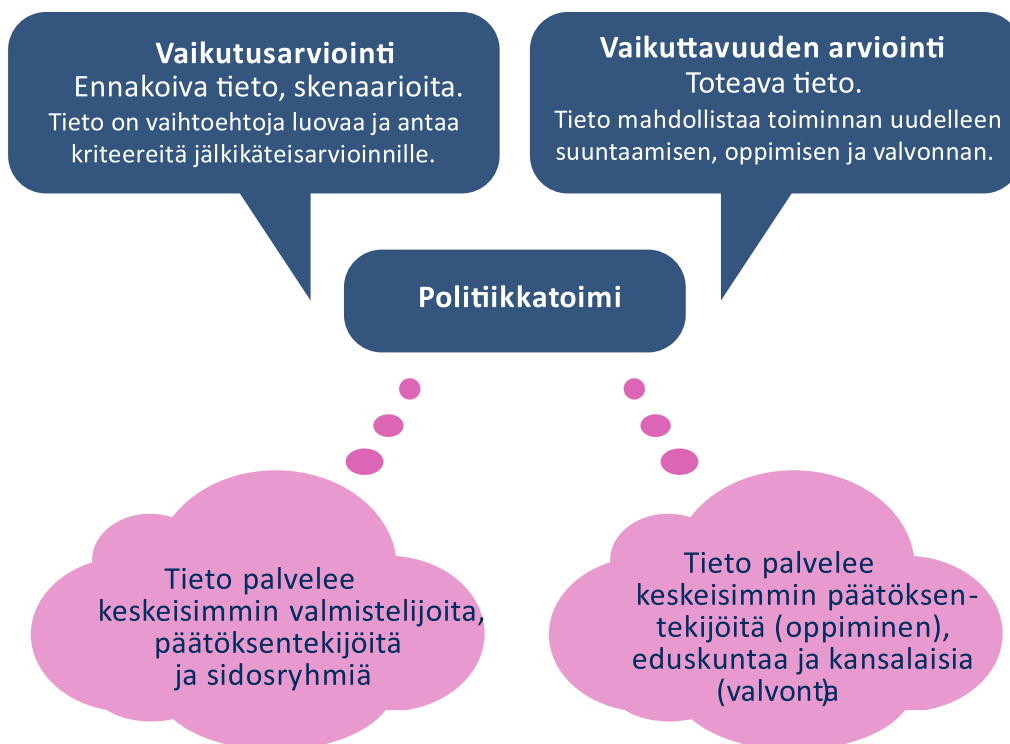 Vaikutusarviointi
Ennakoiva tieto, skenaarioita.
Tieto on vaihtoehtoja luovaa ja antaa
kriteereitä jälkikäteisarvioinnille.
Vaikuttavuuden arviointi
Toteava tieto.
Tieto mahdollistaa toiminnan uudelleen
suuntaamisen, oppimisen ja valvonnan.
Politiikkatoimi
Tieto palvelee
keskeisimmin valmistelijoita,
päätöksentekijöitä
ja sidosryhmiä
Tieto palvelee
keskeisimmin päätöksen-
tekijöitä (oppiminen),
eduskuntaa ja kansalaisia
(valvonta)